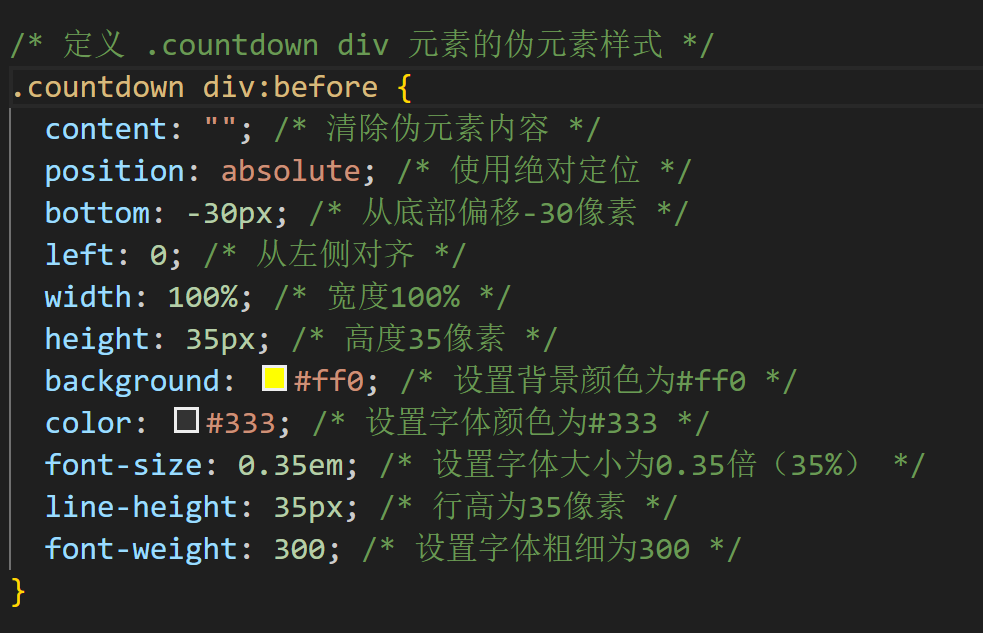 /* 定义 .countdown div 元素的伪元素样式 */
.countdown div:before {
  content: ""; /* 清除伪元素内容 */
  position: absolute; /* 使用绝对定位 */
  bottom: -30px; /* 从底部偏移-30像素 */
  left: 0; /* 从左侧对齐 */
  width: 100%; /* 宽度100% */
  height: 35px; /* 高度35像素 */
  background: #ff0; /* 设置背景颜色为#ff0 */
  color: #333; /* 设置字体颜色为#333 */
  font-size: 0.35em; /* 设置字体大小为0.35倍（35%） */
  line-height: 35px; /* 行高为35像素 */
  font-weight: 300; /* 设置字体粗细为300 */
}